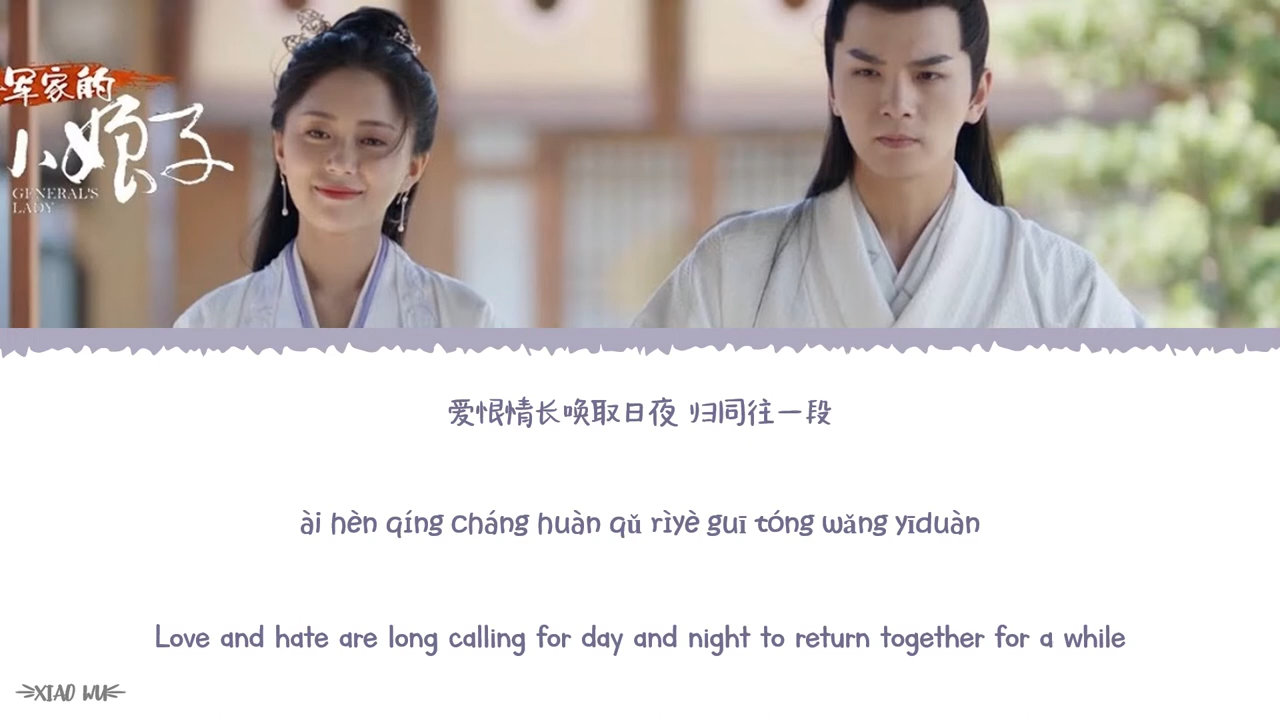 军家的
小娘子
GENERAL'S
LADY
爱恨情长唤取日夜 归同往一段
ài hèn qíng cháng huàn qǔ rìyè guī tóng wǎng yīduàn
Love and hate are long calling for day and night to return together for a while
XIAO WU